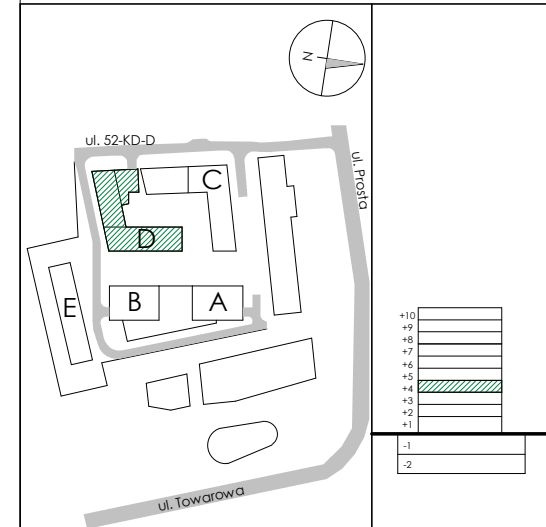 N
ul. 52-KD-D
ul. Prosta
C
D
E
B
A
ul. Towarowa
+10
+9
+8
+7
+6
+5
+4
+3
+2
+1
-1
-2